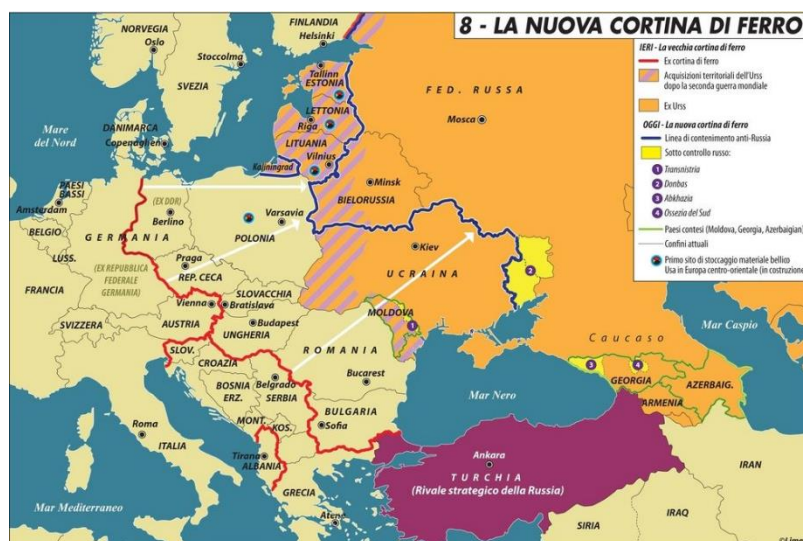 8 - LA NUOVA CORTINA DI FERRO
IERI - La vecchia cortina di ferro
Ex cortina di ferro
Acquisizioni territoriali dell'Urss
dopo la seconda guerra mondiale
Ex Urss
OGGI - La nuova cortina di ferro
Linea di contenimento anti-Russia
Sotto controllo russo:
1 Transnistria
2 Donbas
3 Abkhazia
4 Ossezia del Sud
Paesi contesi (Moldova, Georgia, Azerbaigian)
Confini attuali
Primo sito di stoccaggio materiale bellico
Usa in Europa centro-orientale (in costruzione
NORVEGIA
Oslo
FINLANDIA
Helsinki
Stoccolma
SVEZIA
Tallinn
ESTONIA
FED. RUSSA
LETTONIA
Riga
Mosca
Mare
del Nord
DANIMARCA
Copenaghen
LITUANIA
Vilnius
Kaliningrad
Minsk
BIELORUSSIA
PAESI
BASSI
Amsterdam
(EX DDR)
Berlino
Varsavia
POLONIA
BELGIO
GERMANIA
LUSS.
Praga
REP. CECA
(EX REPUBBLICA
FEDERALE
GERMANIA)
Kiev
UCRAINA
2
FRANCIA
SLOVACCHIA
Vienna
Bratislava
AUSTRIA
Budapest
UNGHERIA
MOLDOVA
1
SVIZZERA
SLOV.
CROAZIA
ROMANIA
Caucaso
Mar Caspio
BOSNIA
ERZ.
Belgrado
SERBIA
Bucarest
3
4
GEORGIA
AZERBAIG.
ARMENIA
Mar Nero
MONT.
KOS.
BULGARIA
Sofia
Roma
ITALIA
Tirana
ALBANIA
Ankara
TURCHIA
(Rivale strategico della Russia)
IRAN
GRECIA
Mar Mediterraneo
Atene
SIRIA
IRAQ